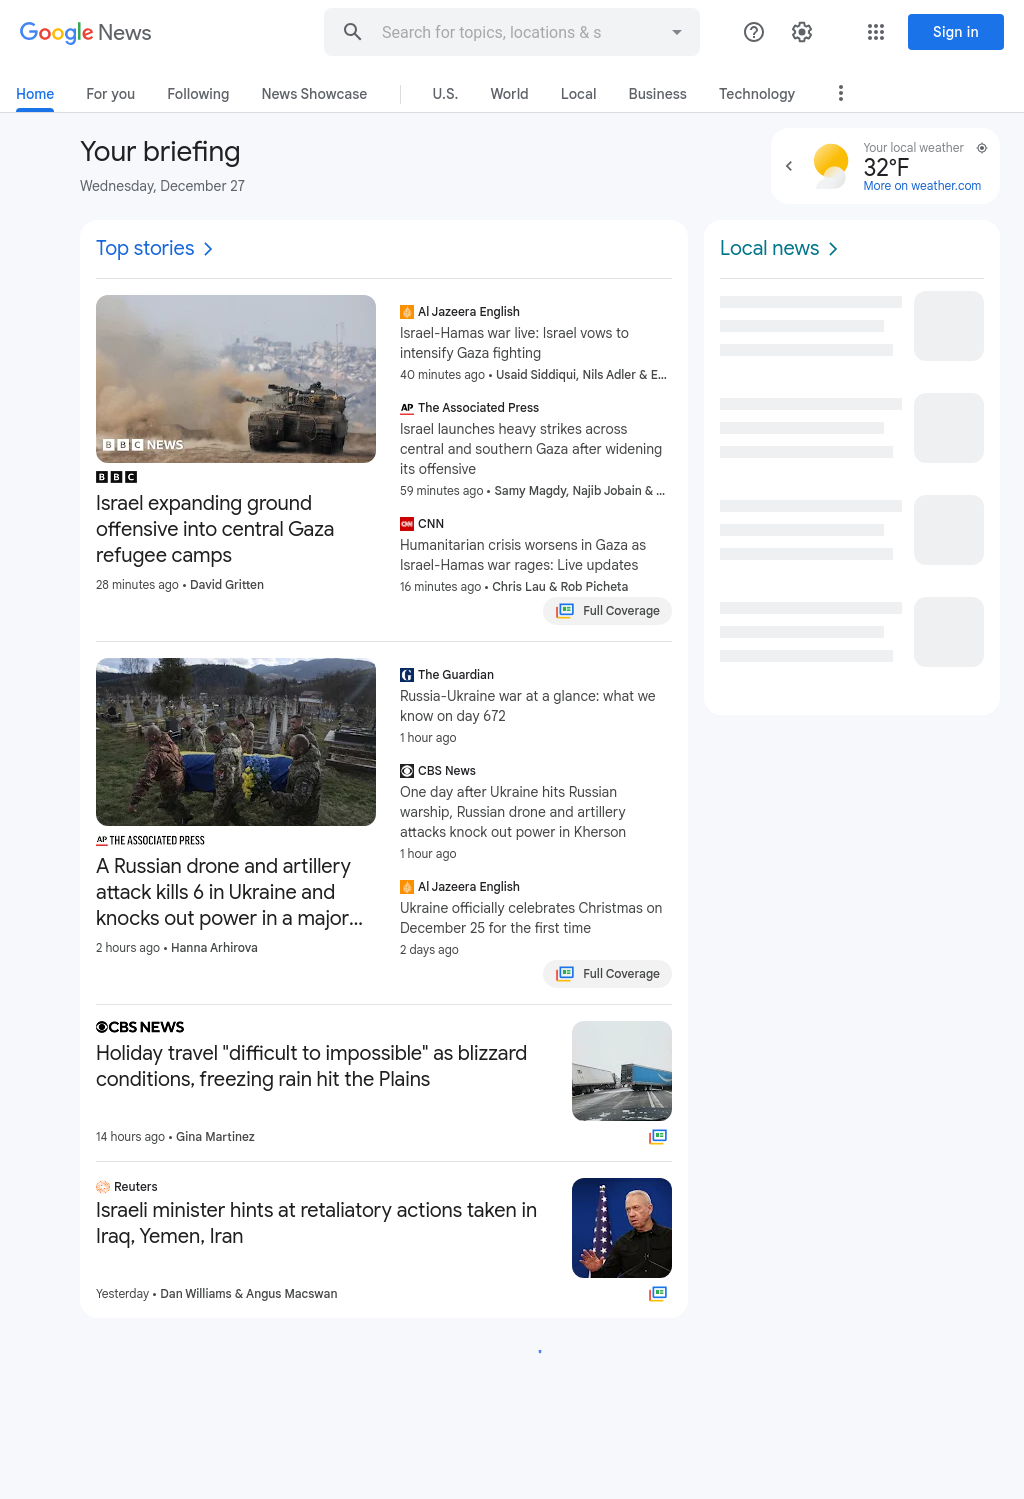 Google News
Search for topics, locations & s
Sign in
Home
For you
Following
News Showcase
U.S.
World
Local
Business
Technology
Your briefing
Wednesday, December 27
Your local weather
32°F
More on weather.com
Top stories
BBC NEWS
BBC
Israel expanding ground
offensive into central Gaza
refugee camps
28 minutes ago • David Gritten
Al Jazeera English
Israel-Hamas war live: Israel vows to
intensify Gaza fighting
40 minutes ago • Usaid Siddiqui, Nils Adler & E...
AP The Associated Press
Israel launches heavy strikes across
central and southern Gaza after widening
its offensive
59 minutes ago • Samy Magdy, Najib Jobain & ...
CNN CNN
Humanitarian crisis worsens in Gaza as
Israel-Hamas war rages: Live updates
16 minutes ago • Chris Lau & Rob Picheta
Full Coverage
AP THE ASSOCIATED PRESS
A Russian drone and artillery
attack kills 6 in Ukraine and
knocks out power in a major...
2 hours ago • Hanna Arhirova
The Guardian
Russia-Ukraine war at a glance: what we
know on day 672
1 hour ago
CBS News
One day after Ukraine hits Russian
warship, Russian drone and artillery
attacks knock out power in Kherson
1 hour ago
Al Jazeera English
Ukraine officially celebrates Christmas on
December 25 for the first time
2 days ago
Full Coverage
CBS NEWS
Holiday travel "difficult to impossible" as blizzard
conditions, freezing rain hit the Plains
14 hours ago • Gina Martinez
Reuters
Israeli minister hints at retaliatory actions taken in
Iraq, Yemen, Iran
Yesterday • Dan Williams & Angus Macswan
Local news